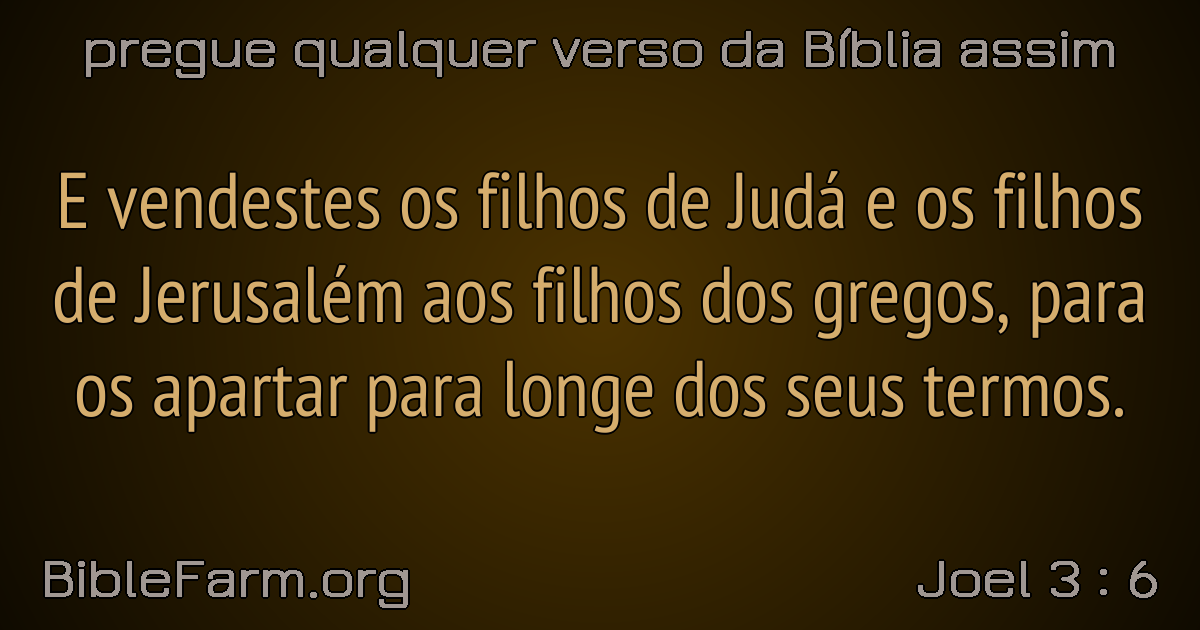 pregue qualquer verso da Bíblia assim
E vendestes os filhos de Judá e os filhos
de Jerusalém aos filhos dos gregos, para
os apartar para longe dos seus termos.
BibleFarm.org
Joel 3 : 6